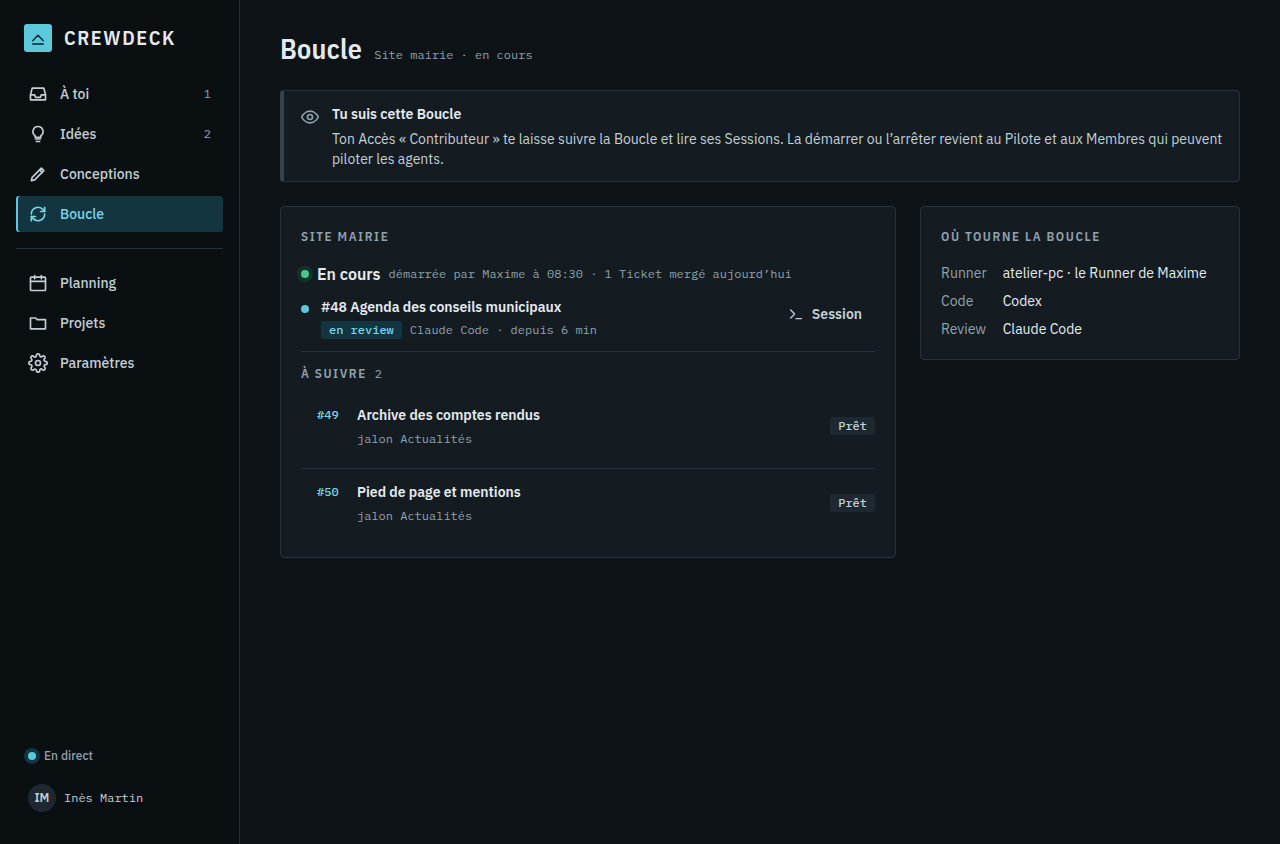 CREWDECK
À toi 1
Idées 2
Conceptions
Boucle
Planning
Projets
Paramètres
En direct
IM Inès Martin
Boucle Site mairie · en cours
Tu suis cette Boucle
Ton Accès « Contributeur » te laisse suivre la Boucle et lire ses Sessions. La démarrer ou l’arrêter revient au Pilote et aux Membres qui peuvent
piloter les agents.
SITE MAIRIE
En cours démarrée par Maxime à 08:30 · 1 Ticket mergé aujourd’hui
#48 Agenda des conseils municipaux
en review Claude Code · depuis 6 min
Session
À SUIVRE 2
#49 Archive des comptes rendus
jalon Actualités
Prêt
#50 Pied de page et mentions
jalon Actualités
Prêt
OÙ TOURNE LA BOUCLE
Runner atelier-pc · le Runner de Maxime
Code Codex
Review Claude Code